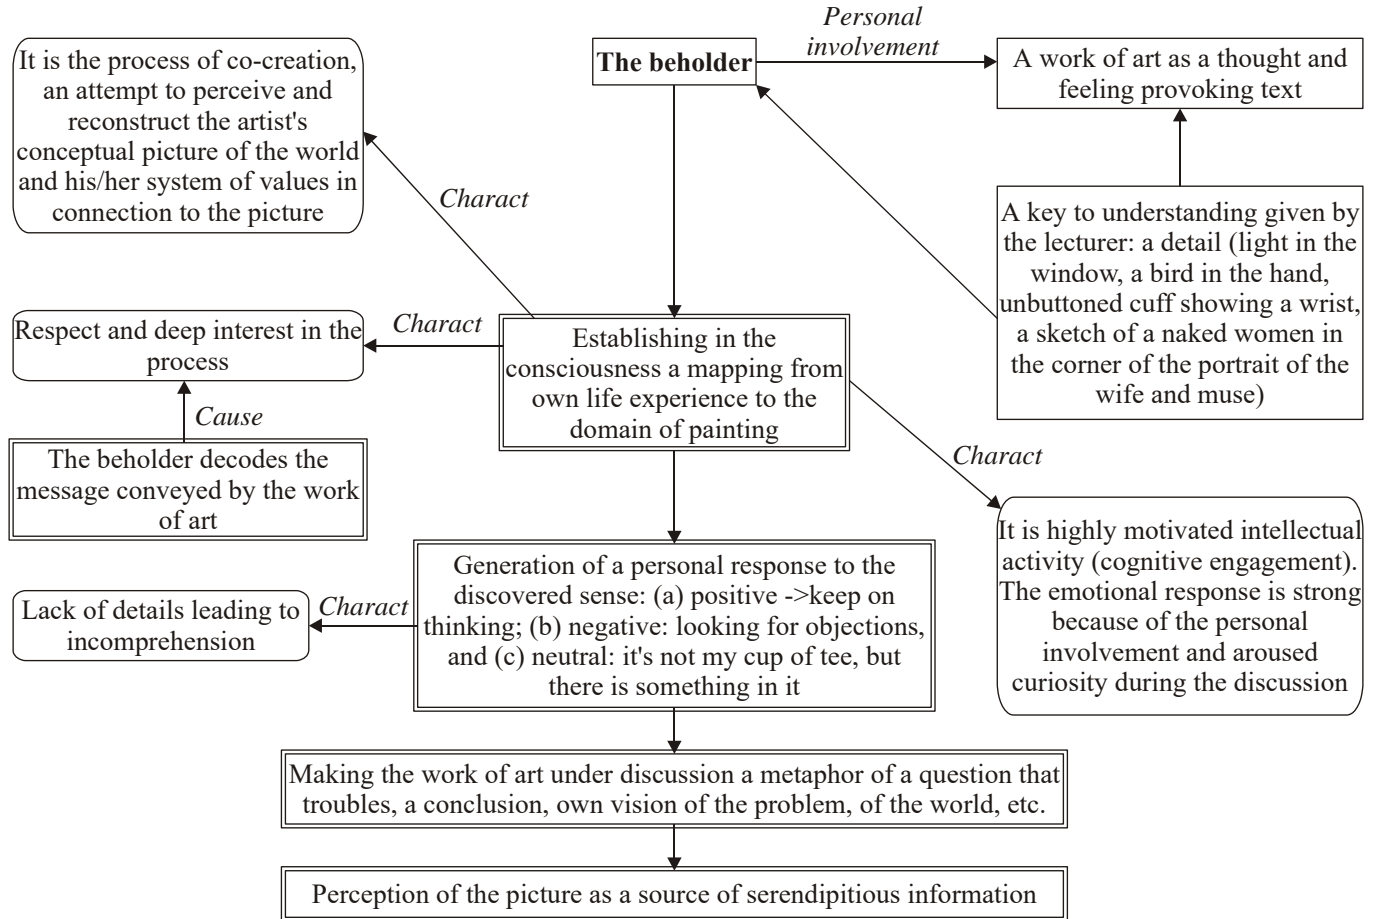 Personal
involvement
It is the process of co-creation,
an attempt to perceive and
reconstruct the artist's
conceptual picture of the world
and his/her system of values in
connection to the picture
The beholder
A work of art as a thought and
feeling provoking text
Charact
A key to understanding given by
the lecturer: a detail (light in the
window, a bird in the hand,
unbuttoned cuff showing a wrist,
a sketch of a naked women in
the corner of the portrait of the
wife and muse)
Respect and deep interest in the
process
Charact
Establishing in the
consciousness a mapping from
own life experience to the
domain of painting
Cause
The beholder decodes the
message conveyed by the work
of art
Charact
It is highly motivated intellectual
activity (cognitive engagement).
The emotional response is strong
because of the personal
involvement and aroused
curiosity during the discussion
Generation of a personal response to the
discovered sense: (a) positive ->keep on
thinking; (b) negative: looking for objections,
and (c) neutral: it's not my cup of tee, but
there is something in it
Charact
Lack of details leading to
incomprehension
Making the work of art under discussion a metaphor of a question that
troubles, a conclusion, own vision of the problem, of the world, etc.
Perception of the picture as a source of serendipitious information